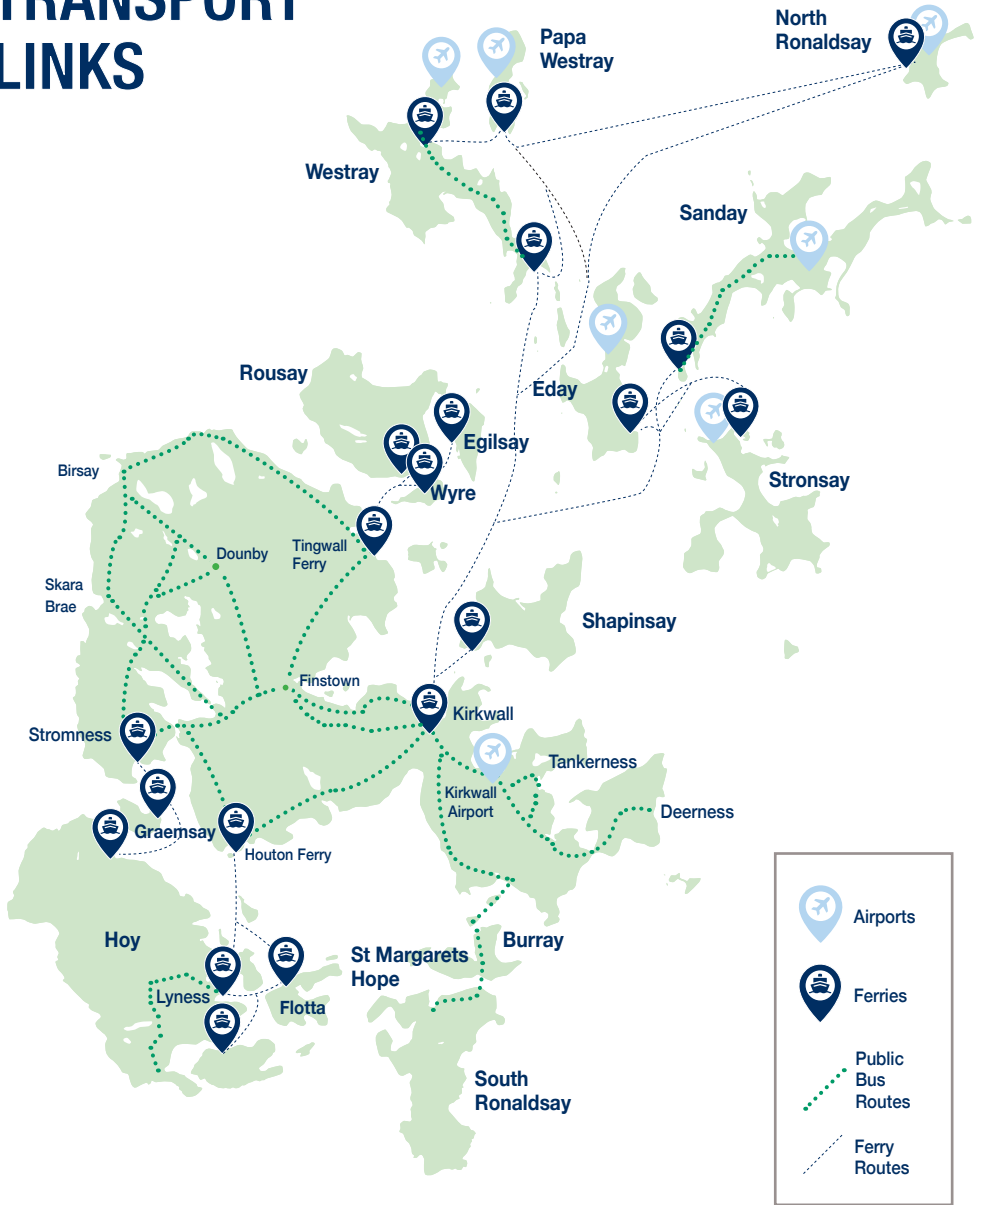 TRANSPORT
LINKS
Papa
Westray
North
Ronaldsay
Westray
Sanday
Rousay
Eday
Egilsay
Wyre
Stronsay
Birsay
Dounby
Tingwall
Ferry
Skara
Brae
Shapinsay
Finstown
Kirkwall
Stromness
Tankerness
Kirkwall
Airport
Deerness
Graemsay
Houton Ferry
Hoy
St Margarets
Hope
Burray
Lyness
Flotta
South
Ronaldsay
Airports
Ferries
Public
Bus
Routes
Ferry
Routes